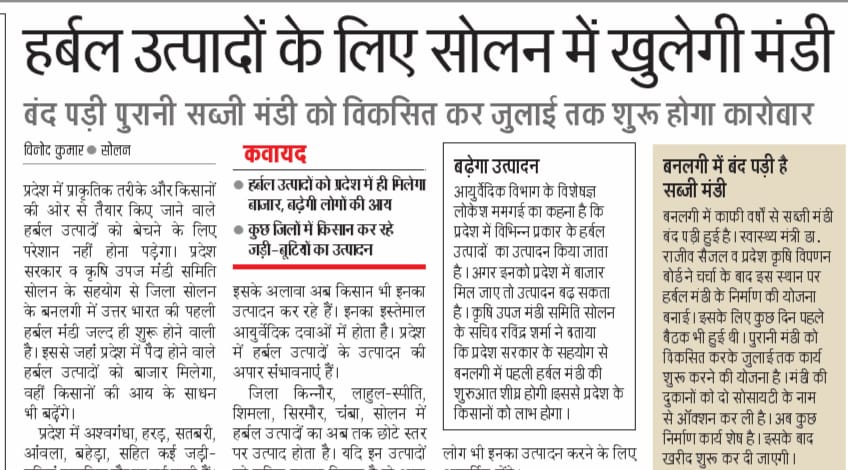 हर्बल उत्पादों के लिए सोलन में खुलेगी मंडी
बंद पड़ी पुरानी सब्जी मंडी को विकसित कर जुलाई तक शुरू होगा कारोबार
विनोद कुमार ● सोलन
प्रदेश में प्राकृतिक तरीके और किसानों
की ओर से तैयार किए जाने वाले
हर्बल उत्पादों को बेचने के लिए
परेशान नहीं होना पड़ेगा। प्रदेश
सरकार व कृषि उपज मंडी समिति
सोलन के सहयोग से जिला सोलन
के बनलगी में उत्तर भारत की पहली
हर्बल मंडी जल्द ही शुरू होने वाली
है। इससे जहां प्रदेश में पैदा होने वाले
हर्बल उत्पादों को बाजार मिलेगा,
वहीं किसानों की आय के साधन
भी बढ़ेंगे।
प्रदेश में अश्वगंधा, हरड़, सतबरी,
आंवला, बहेड़ा, सहित कई जड़ी-
कवायद
● हर्बल उत्पादों को प्रदेश में ही मिलेगा
बाजार, बढ़ेगी लोगों की आय
● कुछ जिलों में किसान कर रहे
जड़ी-बूटियों का उत्पादन
इसके अलावा अब किसान भी इनका
उत्पादन कर रहे हैं। इनका इस्तेमाल
आयुर्वेदिक दवाओं में होता है। प्रदेश
में हर्बल उत्पादों के उत्पादन की
अपार संभावनाएं हैं।
जिला किन्नौर, लाहुल-स्पीति,
शिमला, सिरमौर, चंबा, सोलन में
हर्बल उत्पादों का अब तक छोटे स्तर
पर उत्पाद होता है। यदि इन उत्पादों
बढ़ेगा उत्पादन
आयुर्वेदिक विभाग के विशेषज्ञ
लोकेश ममगई का कहना है कि
प्रदेश में विभिन्न प्रकार के हर्बल
उत्पादों का उत्पादन किया जाता
है। अगर इनको प्रदेश में बाजार
मिल जाए तो उत्पादन बढ़ सकता
है। कृषि उपज मंडी समिति सोलन
के सचिव रविंद्र शर्मा ने बताया
कि प्रदेश सरकार के सहयोग से
बनलगी में पहली हर्बल मंडी की
शुरुआत शीघ्र होगी। इससे प्रदेश के
किसानों को लाभ होगा।
लोग भी इनका उत्पादन करने के लिए
बनलगी में बंद पड़ी है
सब्जी मंडी
बनलगी में काफी वर्षों से सब्जी मंडी
बंद पड़ी हुई है। स्वास्थ्य मंत्री डा.
राजीव सैजल व प्रदेश कृषि विपणन
बोर्ड ने चर्चा के बाद इस स्थान पर
हर्बल मंडी के निर्माण की योजना
बनाई। इसके लिए कुछ दिन पहले
बैठक भी हुई थी। पुरानी मंडी को
विकसित करके जुलाई तक कार्य
शुरू करने की योजना है। मंडी की
दुकानों को दो सोसायटी के नाम
से ऑक्शन कर ली है। अब कुछ
निर्माण कार्य शेष है। इसके बाद
खरीद शुरू कर दी जाएगी।